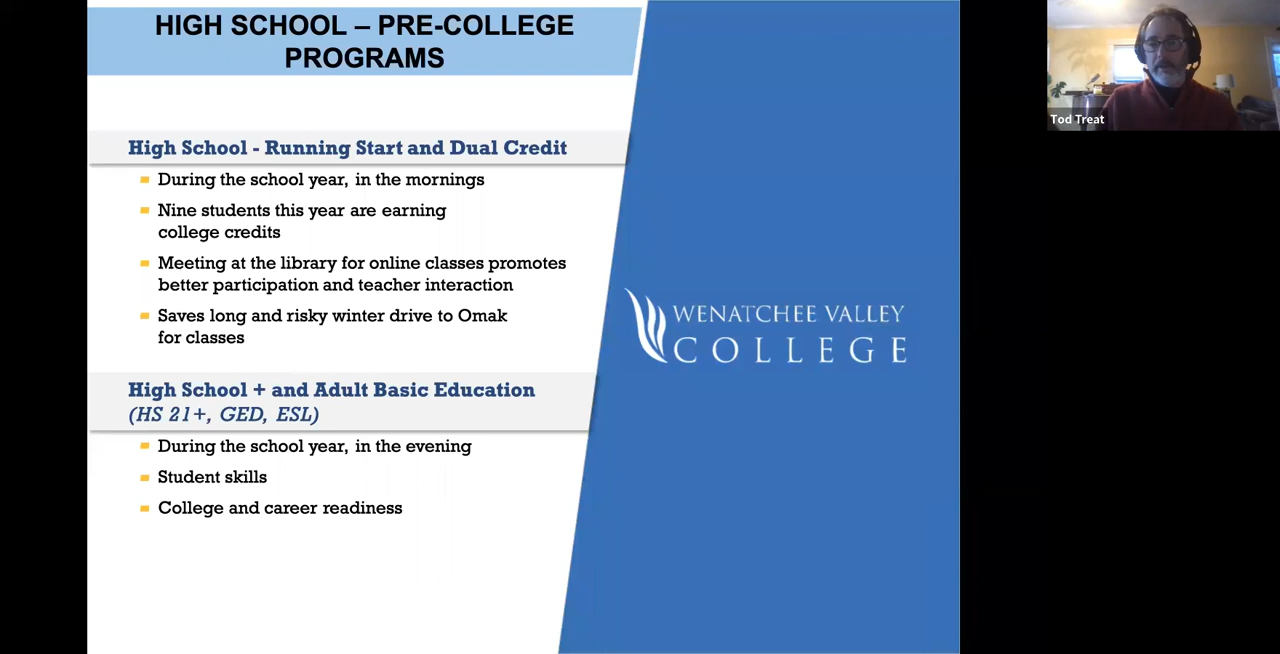 HIGH SCHOOL – PRE-COLLEGE
PROGRAMS
High School - Running Start and Dual Credit
During the school year, in the mornings
Nine students this year are earning
college credits
Meeting at the library for online classes promotes
better participation and teacher interaction
Saves long and risky winter drive to Omak
for classes
High School + and Adult Basic Education
(HS 21+, GED, ESL)
During the school year, in the evening
Student skills
College and career readiness
WENATCHEE VALLEY
COLLEGE
Tod Treat